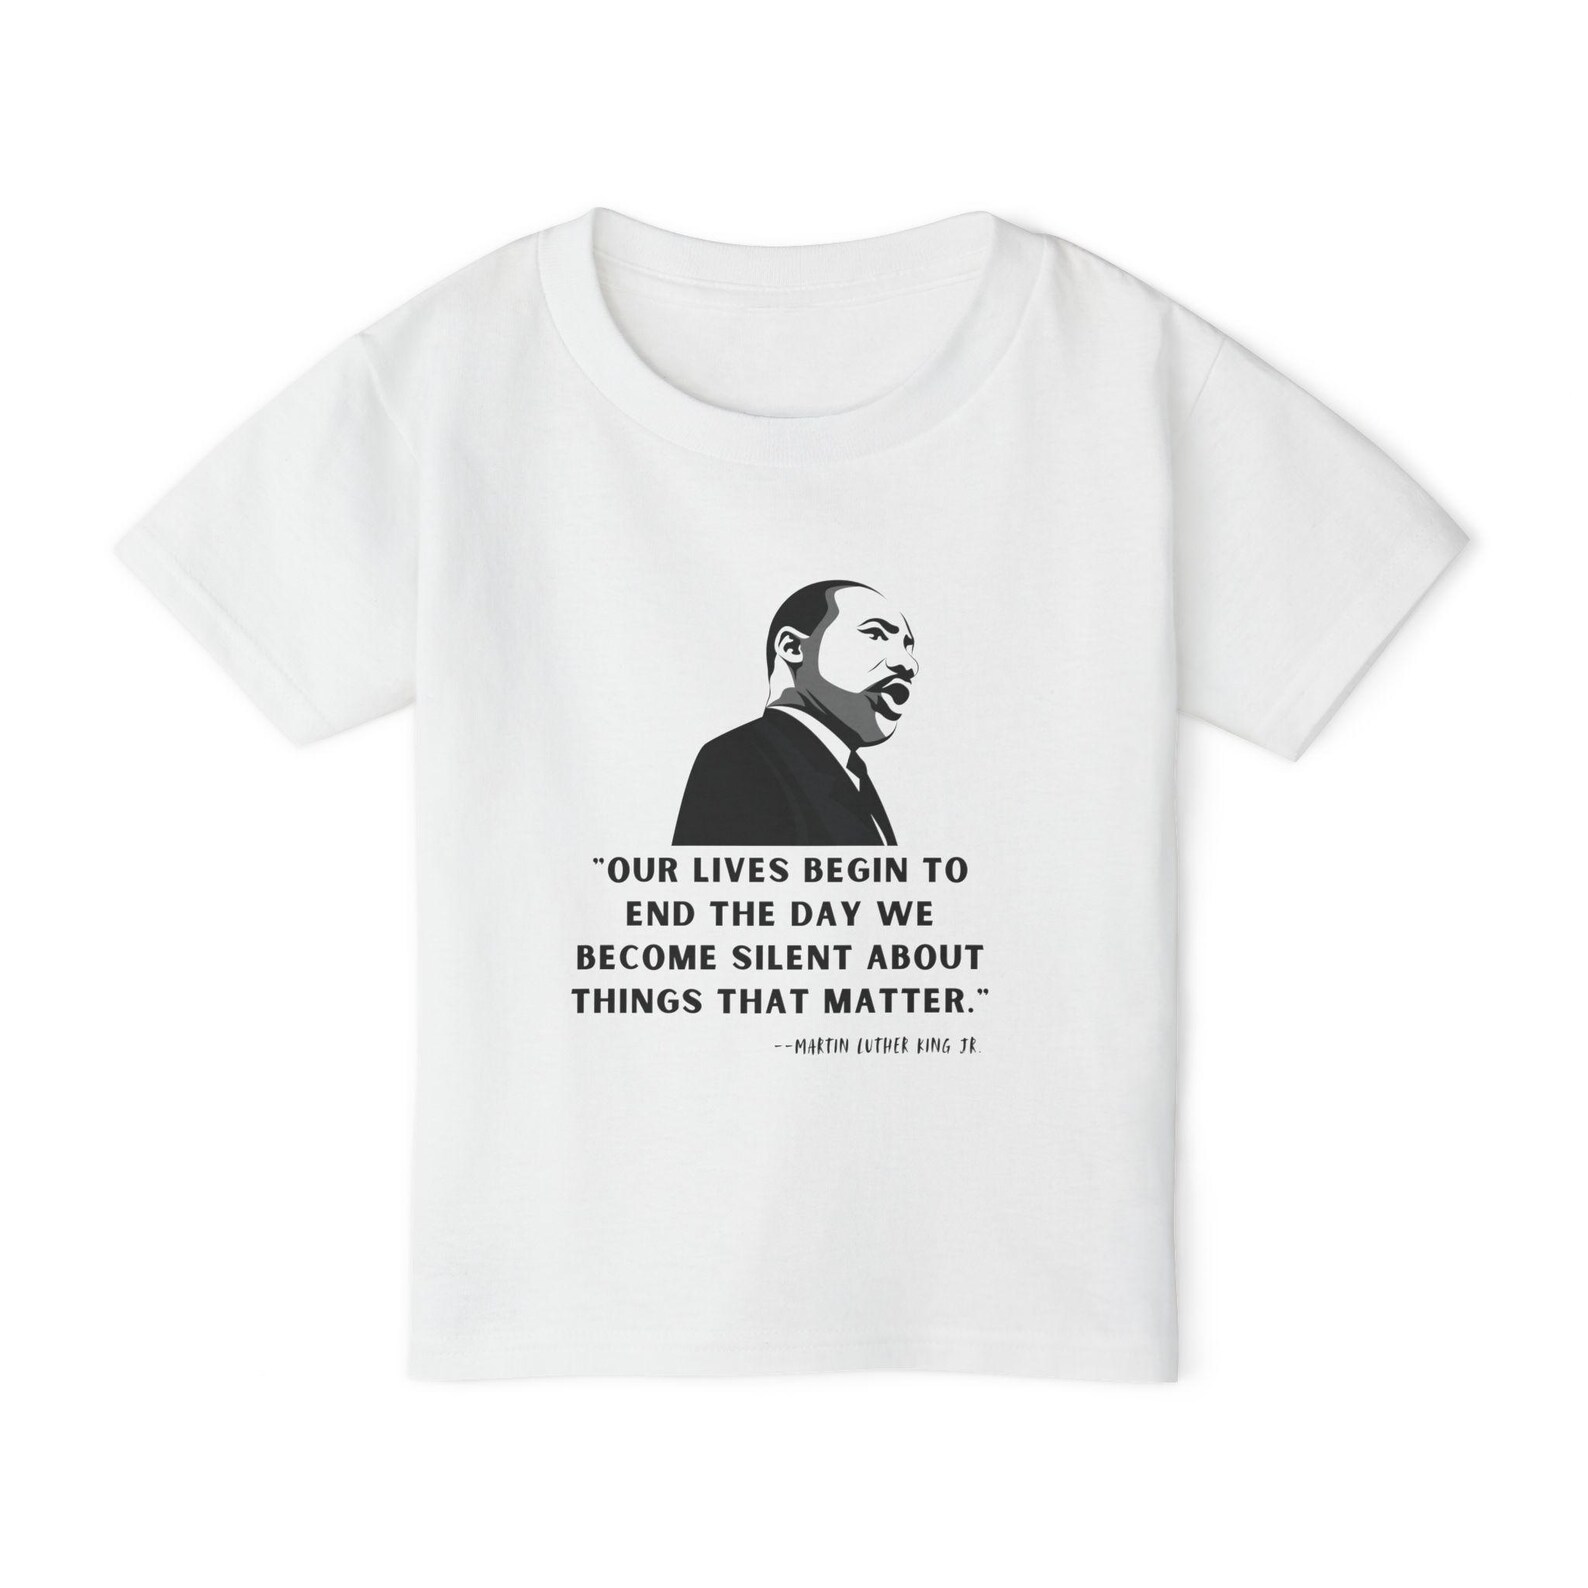 "OUR LIVES BEGIN TO
END THE DAY WE
BECOME SILENT ABOUT
THINGS THAT MATTER."
--MARTIN LUTHER KING JR.